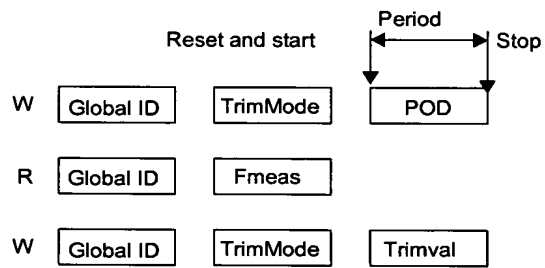 Period
Reset and start Stop
W Global ID TrimMode POD
R Global ID Fmeas
W Global ID TrimMode Trimval